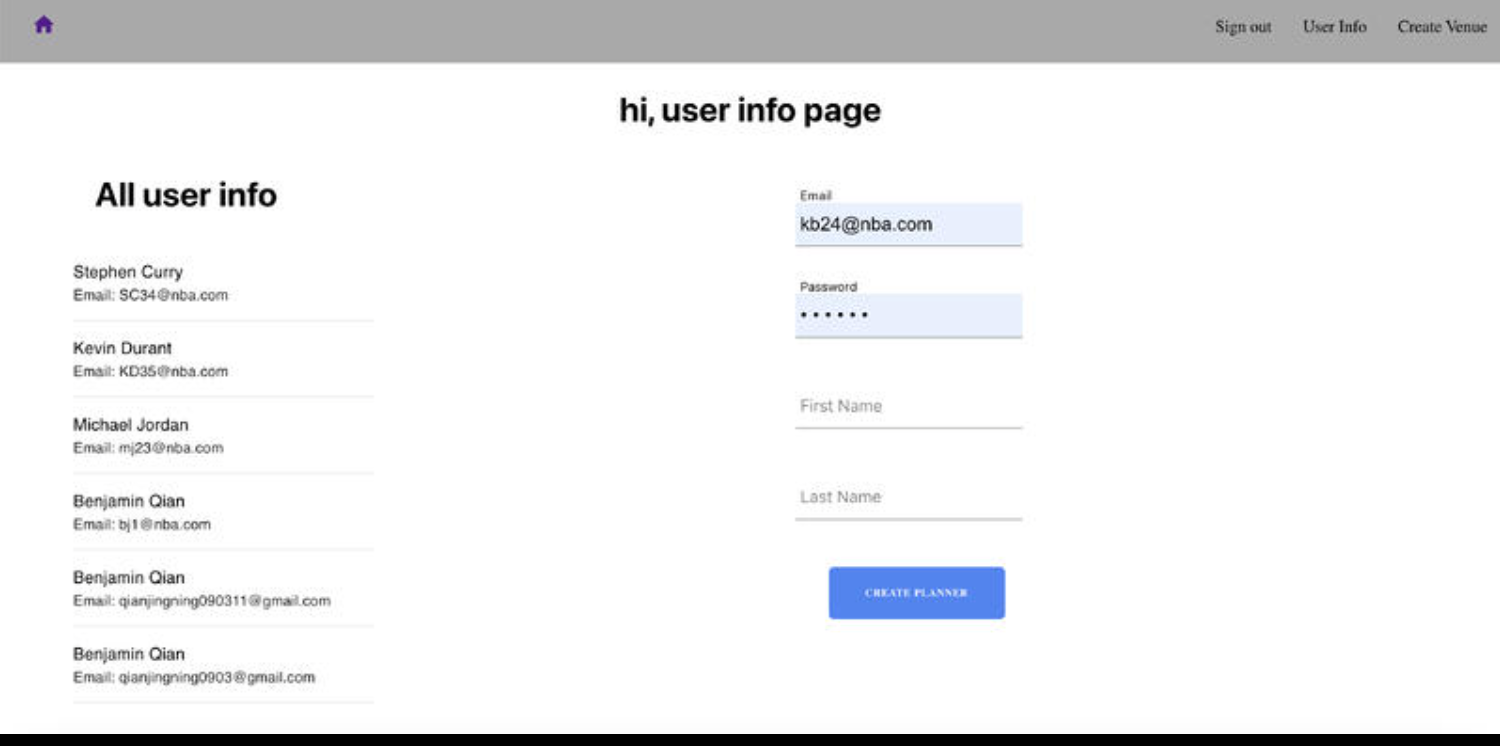 Sign out User Info Create Venue
hi, user info page
All user info
Stephen Curry
Email: SC34@nba.com
Kevin Durant
Email: KD35@nba.com
Michael Jordan
Email: mj23@nba.com
Benjamin Qian
Email: bj1@nba.com
Benjamin Qian
Email: qianjingning090311@gmail.com
Benjamin Qian
Email: qianjingning0903@gmail.com
Email
kb24@nba.com
Password
••••••
First Name
Last Name
CREATE PLANNER